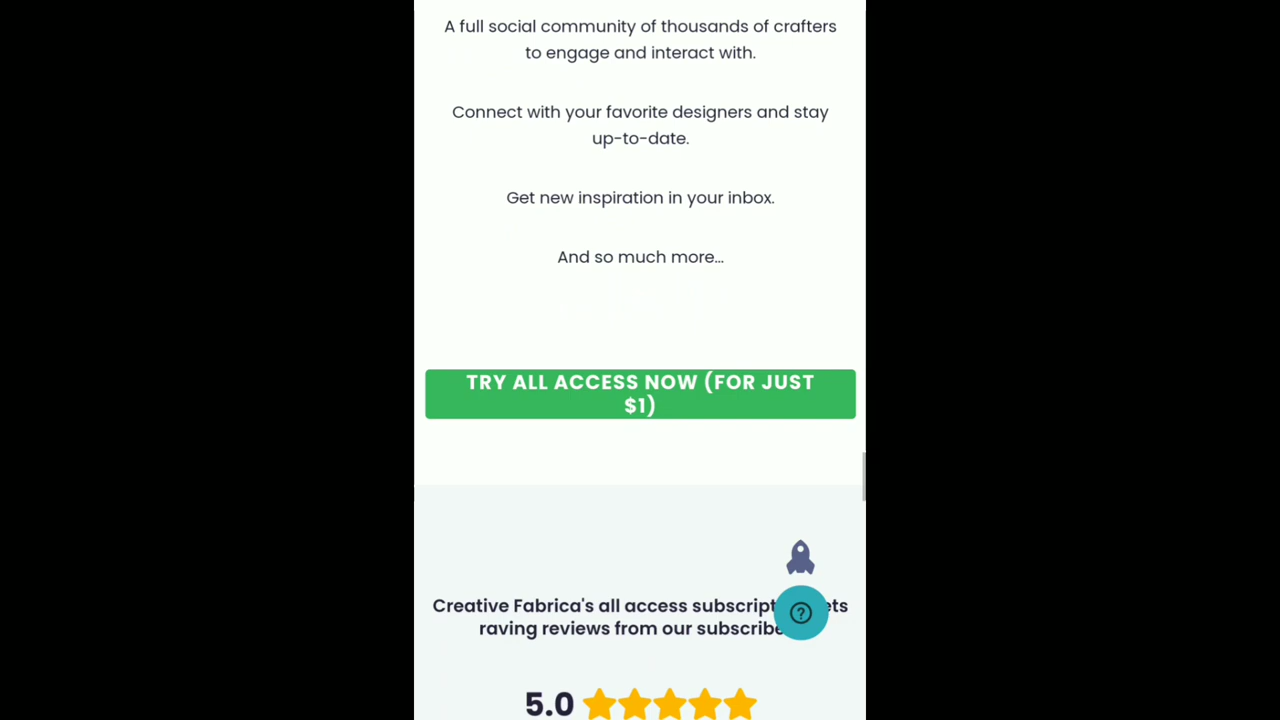 A full social community of thousands of crafters
to engage and interact with.
Connect with your favorite designers and stay
up-to-date.
Get new inspiration in your inbox.
And so much more...
TRY ALL ACCESS NOW (FOR JUST
$1)
Creative Fabrica's all access
raving reviews from our
5.0